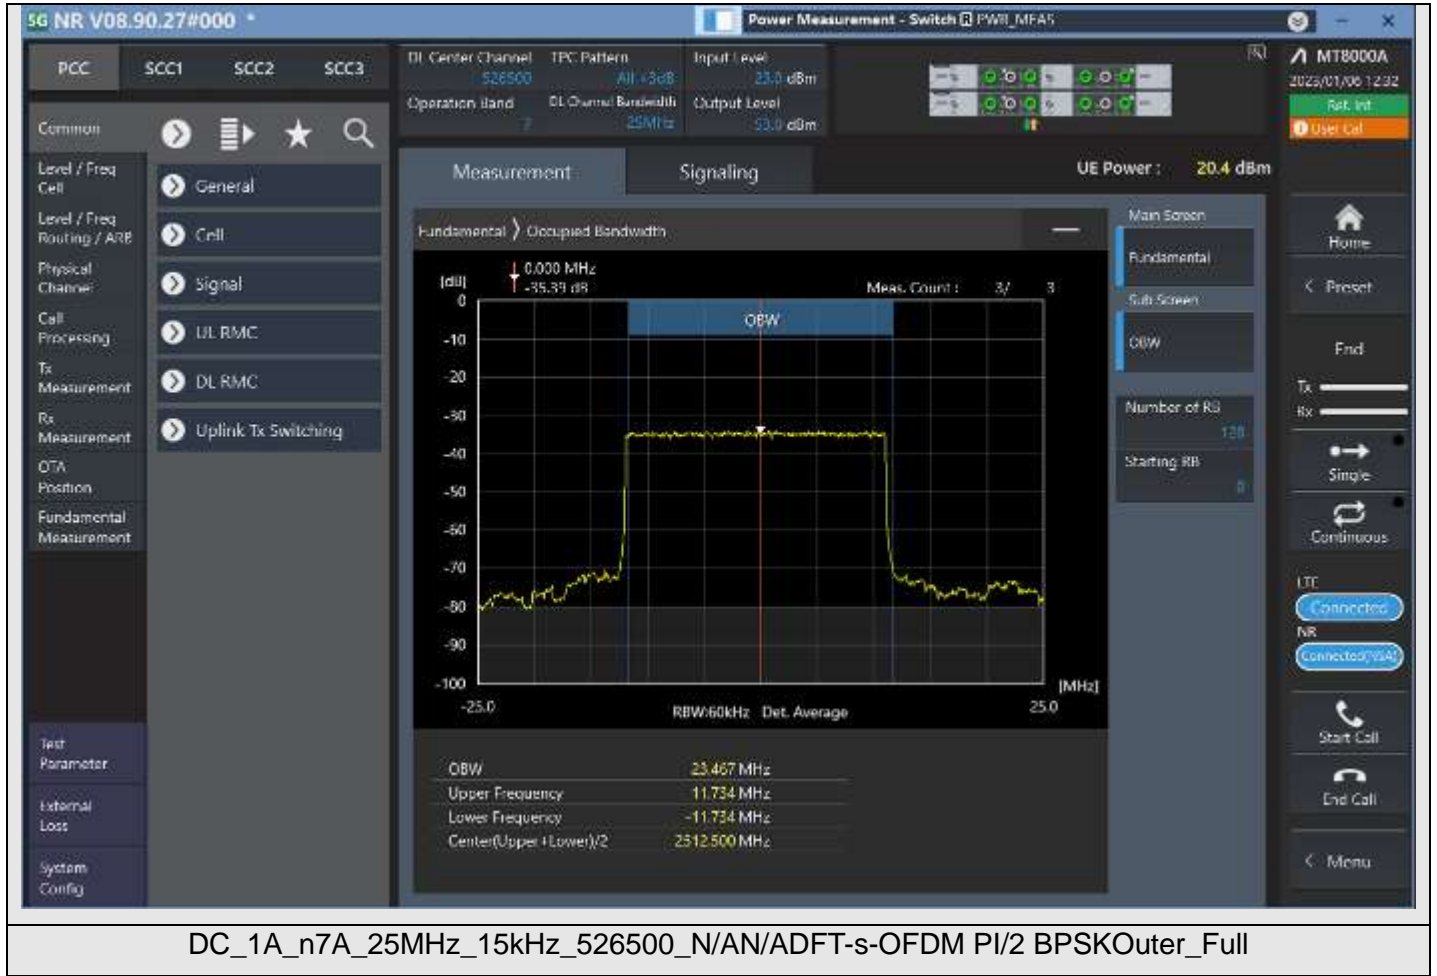 5G NR V08.90.27#000 *
Power Measurement - Switch PWR_MEAS
PCC SCC1 SCC2 SCC3
DL Center Channel TPC Pattern Input Level
526500 All +3dB 23.0 dBm
Operation Band DL Channel Bandwidth Output Level
7 25MHz 53.0 dBm
MT8000A
2023/01/06 12:32
Ref. Int
User Cal
Common
Level / Freq
Cell
Level / Freq
Routing / ARB
Physical
Channel
Call
Processing
Tx
Measurement
Rx
Measurement
OTA
Position
Fundamental
Measurement
Test
Parameter
External
Loss
System
Config
General
Cell
Signal
UL RMC
DL RMC
Uplink Tx Switching
Measurement Signaling
UE Power : 20.4 dBm
Fundamental ⟩ Occupied Bandwidth
[dB] 0.000 MHz
-35.39 dB
Meas. Count : 3/ 3
OBW
0
-10
-20
-30
-40
-50
-60
-70
-80
-90
-100
[MHz]
-25.0 25.0
RBW:60kHz Det. Average
OBW 23.467 MHz
Upper Frequency 11.734 MHz
Lower Frequency -11.734 MHz
Center(Upper+Lower)/2 2512.500 MHz
Main Screen
Fundamental
Sub Screen
OBW
Number of RB
128
Starting RB
0
Home
< Preset
End
Tx
Rx
Single
Continuous
LTE
Connected
NR
Connected(NSA)
Start Call
End Call
< Menu
DC_1A_n7A_25MHz_15kHz_526500_N/AN/ADFT-s-OFDM PI/2 BPSKOuter_Full